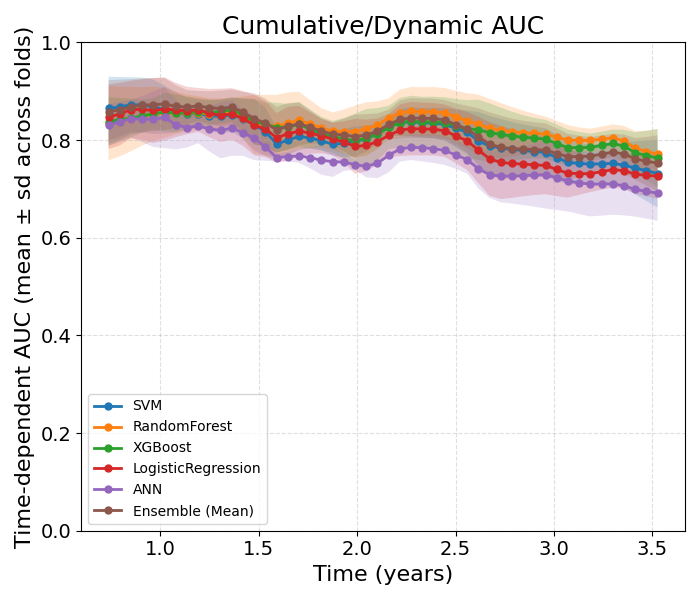 Cumulative/Dynamic AUC
Time-dependent AUC (mean ± sd across folds)
1.0
0.8
0.6
0.4
0.2
0.0
SVM
RandomForest
XGBoost
LogisticRegression
ANN
Ensemble (Mean)
1.0 1.5 2.0 2.5 3.0 3.5
Time (years)